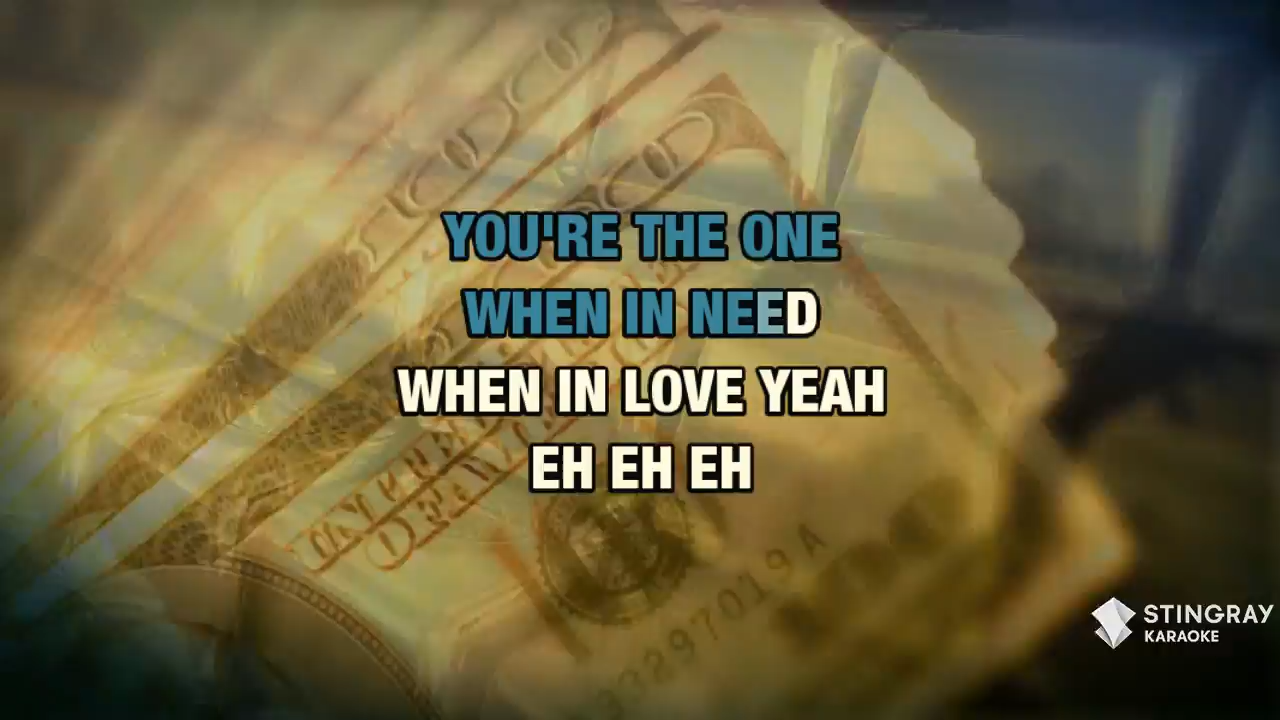 YOU'RE THE ONE
WHEN IN NEED
WHEN IN LOVE YEAH
EH EH EH
STINGRAY
KARAOKE